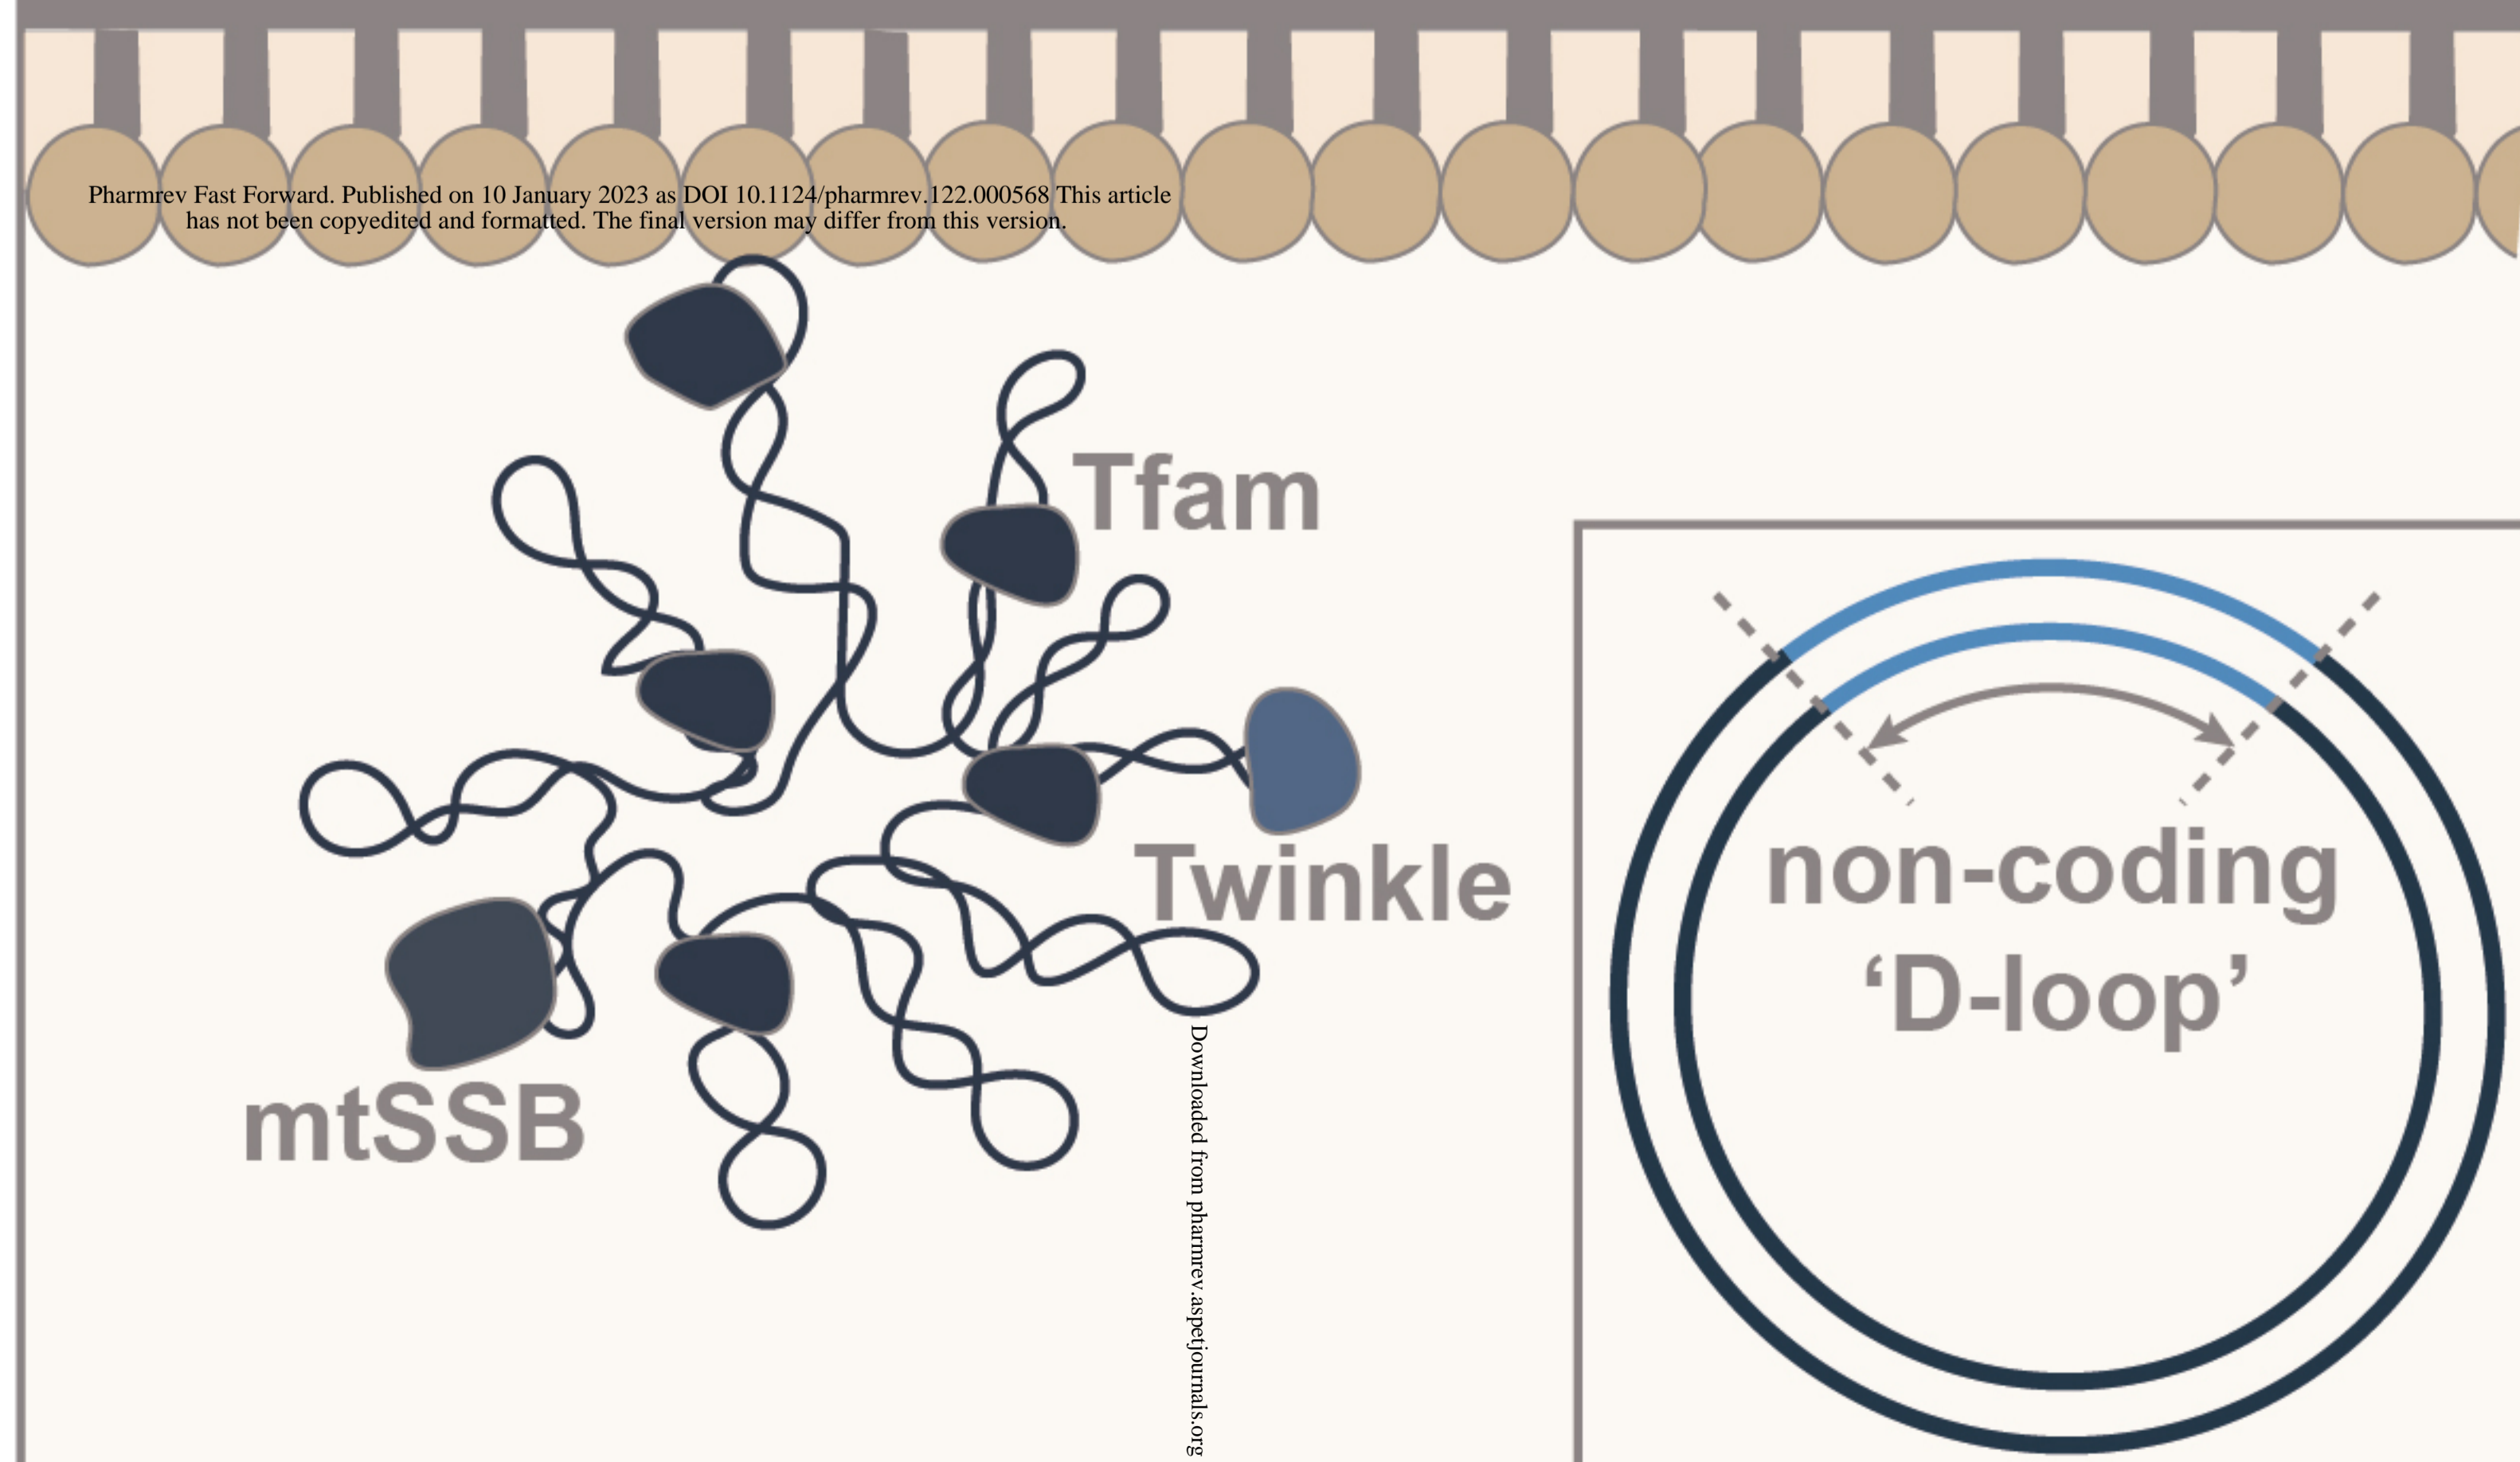 Pharmrev Fast Forward. Published on 10 January 2023 as DOI 10.1124/pharmrev.122.000568 This article
has not been copyedited and formatted. The final version may differ from this version.
Tfam
Twinkle
mtSSB
non-coding
‘D-loop’
Downloaded from pharmrev.aspetjournals.org